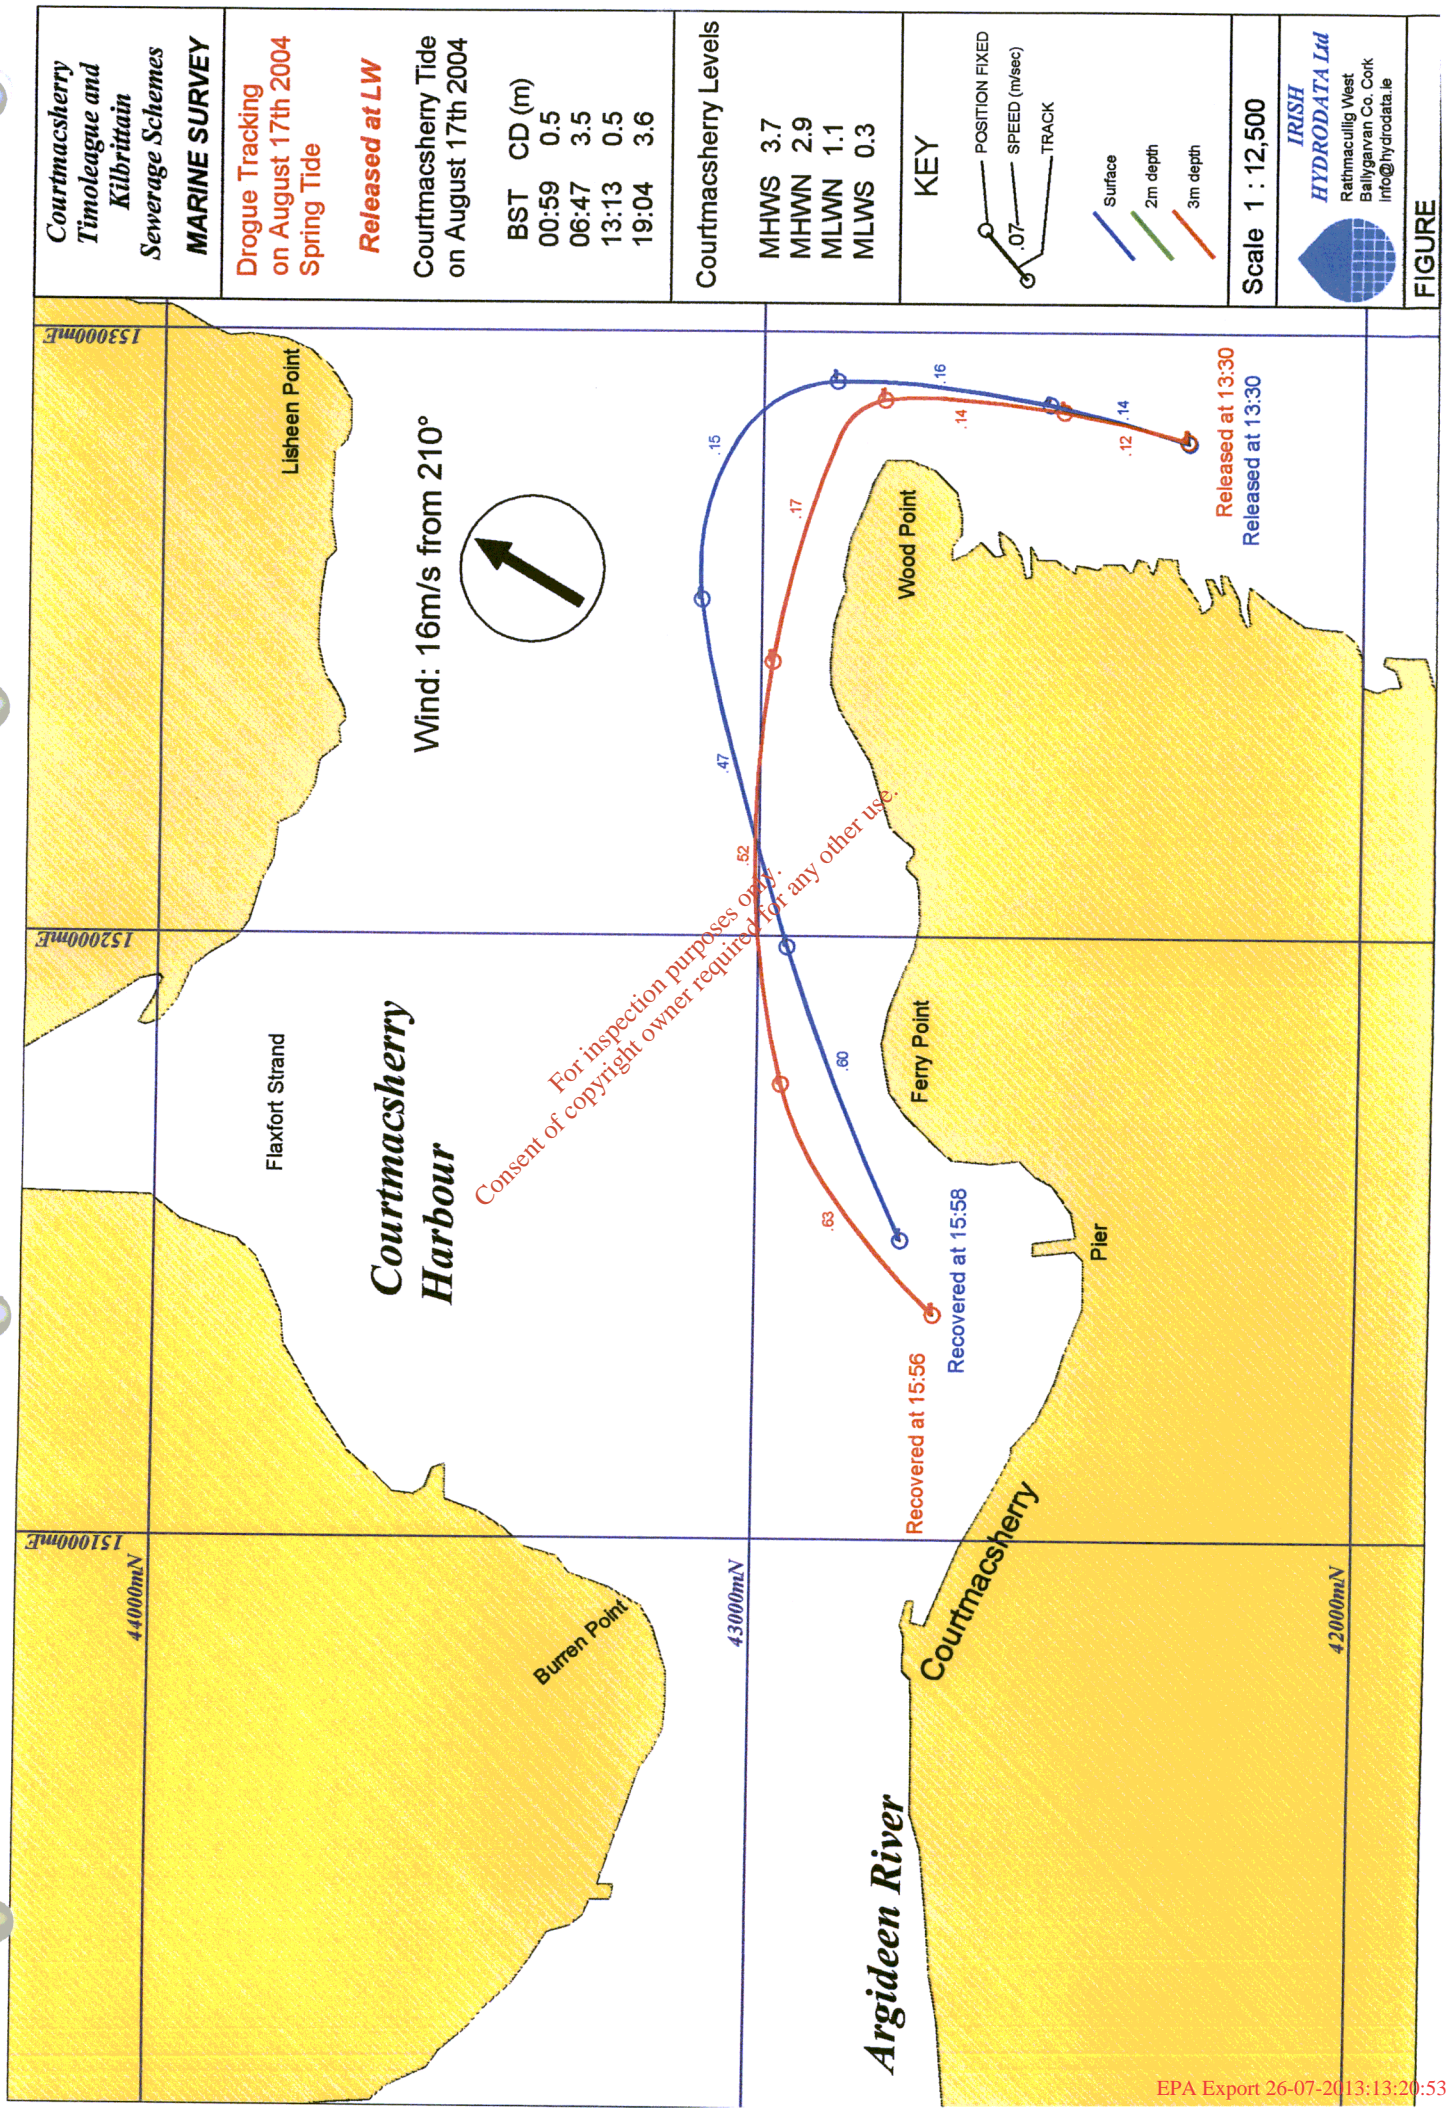 Courtmacsherry
Timoleague and
Kilbrittain
Sewerage Schemes
MARINE SURVEY
Drogue Tracking
on August 17th 2004
Spring Tide
Released at LW
Courtmacsherry Tide
on August 17th 2004
BST CD (m)
00:59 0.5
06:47 3.5
13:13 0.5
19:04 3.6
Courtmacsherry Levels
MHWS 3.7
MHWN 2.9
MLWN 1.1
MLWS 0.3
KEY
POSITION FIXED
SPEED (m/sec)
TRACK
.07
Surface
2m depth
3m depth
Scale 1 : 12,500
IRISH
HYDRODATA Ltd
Rathmacullig West
Ballygarvan Co. Cork
info@hydrodata.ie
FIGURE
151000mE
152000mE
153000mE
44000mN
43000mN
42000mN
Lisheen Point
Wind: 16m/s from 210°
Flaxfort Strand
Courtmacsherry
Harbour
Burren Point
Wood Point
Ferry Point
Pier
Courtmacsherry
Argideen River
.15
.16
.14
.14
.12
.17
.47
.52
.60
.63
Released at 13:30
Released at 13:30
Recovered at 15:58
Recovered at 15:56
For inspection purposes only.
Consent of copyright owner required for any other use.
EPA Export 26-07-2013:13:20:53